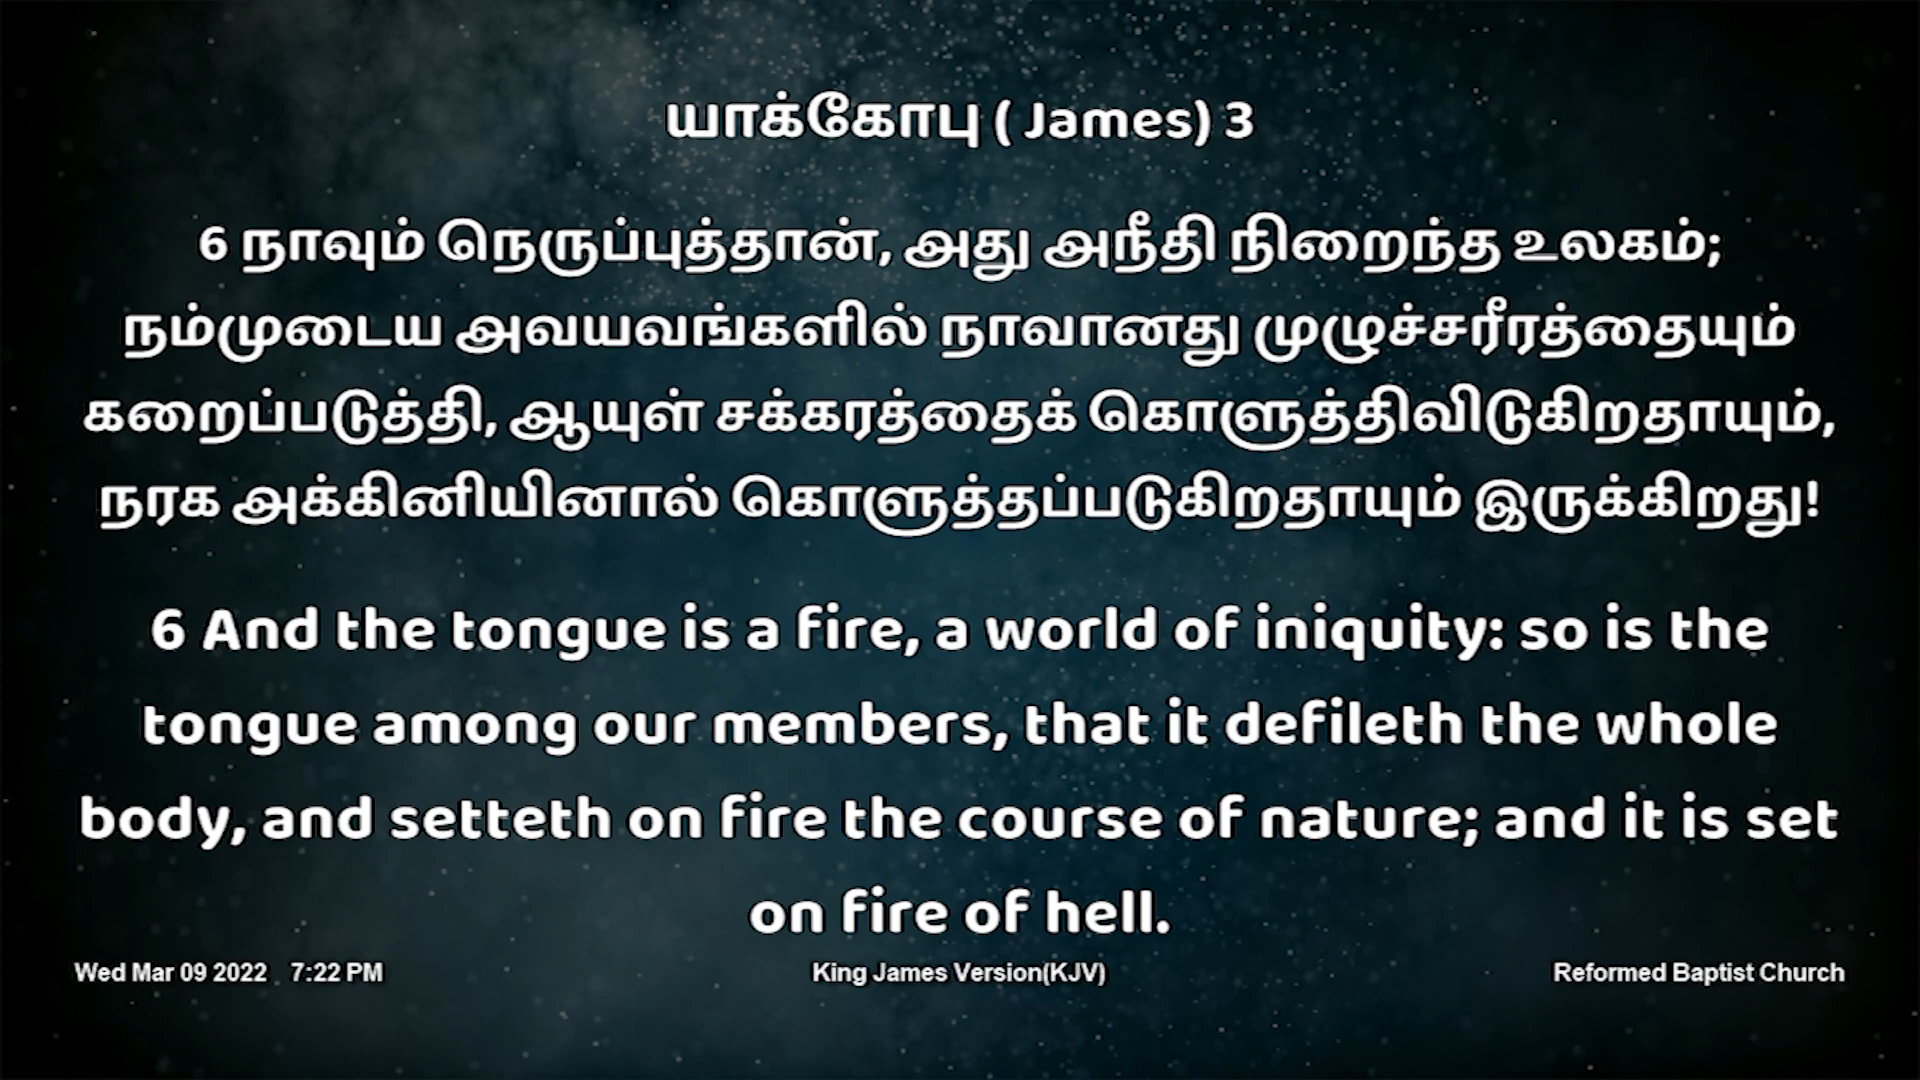 யாக்கோபு ( James) 3
6 நாவும் நெருப்புத்தான், அது அநீதி நிறைந்த உலகம்;
நம்முடைய அவயவங்களில் நாவானது முழுச்சரீரத்தையும்
கறைப்படுத்தி, ஆயுள் சக்கரத்தைக் கொளுத்திவிடுகிறதாயும்,
நரக அக்கினியினால் கொளுத்தப்படுகிறதாயும் இருக்கிறது!
6 And the tongue is a fire, a world of iniquity: so is the
tongue among our members, that it defileth the whole
body, and setteth on fire the course of nature; and it is set
on fire of hell.
Wed Mar 09 2022 7:22 PM
King James Version(KJV)
Reformed Baptist Church